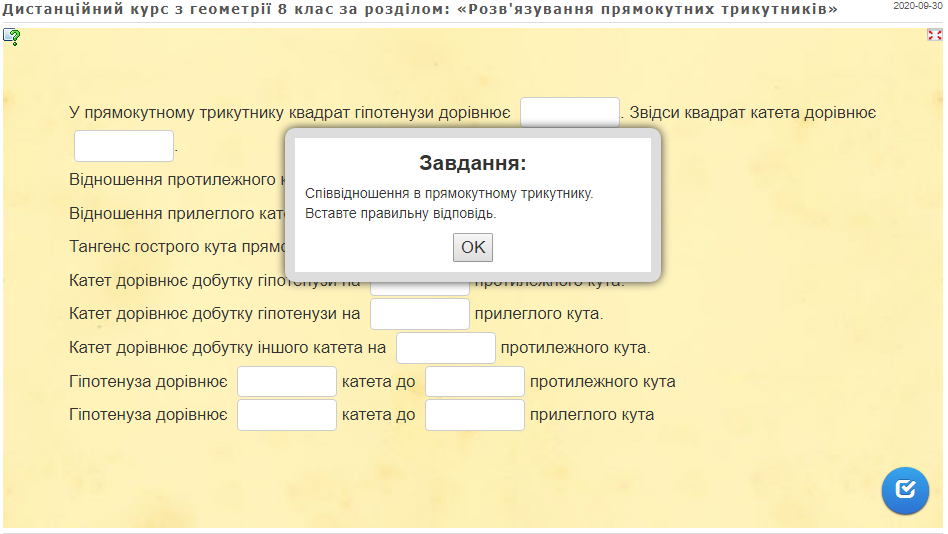 Дистанційний курс з геометрії 8 клас за розділом: «Розв'язування прямокутних трикутників»
2020-09-30
У прямокутному трикутнику квадрат гіпотенузи дорівнює . Звідси квадрат катета дорівнює
.
Завдання:
Співвідношення в прямокутному трикутнику.
Вставте правильну відповідь.
OK
Відношення протилежного
Відношення прилеглого
Тангенс гострого кута
Катет дорівнює добутку гіпотенузи на протилежного кута.
Катет дорівнює добутку гіпотенузи на прилеглого кута.
Катет дорівнює добутку іншого катета на протилежного кута.
Гіпотенуза дорівнює катета до протилежного кута
Гіпотенуза дорівнює катета до прилеглого кута